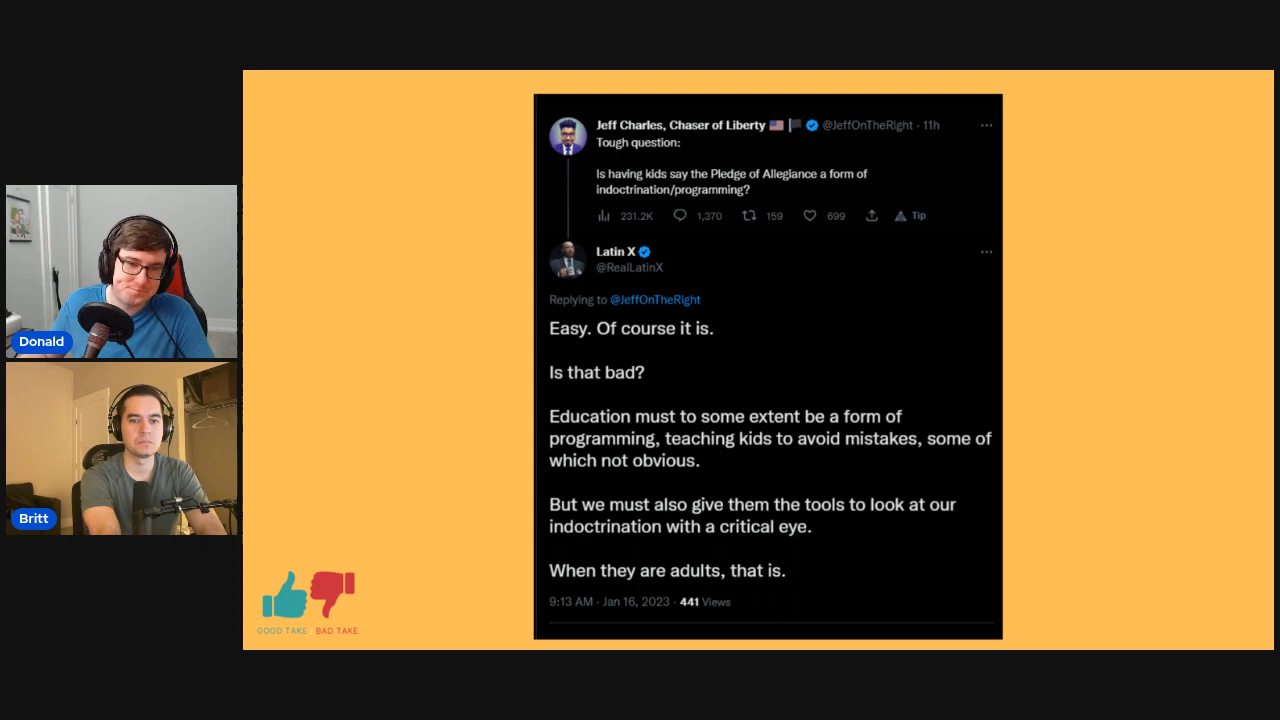 Donald
Britt
Jeff Charles, Chaser of Liberty @JeffOnTheRight · 11h
Tough question:
Is having kids say the Pledge of Allegiance a form of
indoctrination/programming?
231.2K 1,370 159 699 Tip
Latin X
@RealLatinX
Replying to @JeffOnTheRight
Easy. Of course it is.
Is that bad?
Education must to some extent be a form of
programming, teaching kids to avoid mistakes, some of
which not obvious.
But we must also give them the tools to look at our
indoctrination with a critical eye.
When they are adults, that is.
9:13 AM · Jan 16, 2023 · 441 Views
GOOD TAKE / BAD TAKE